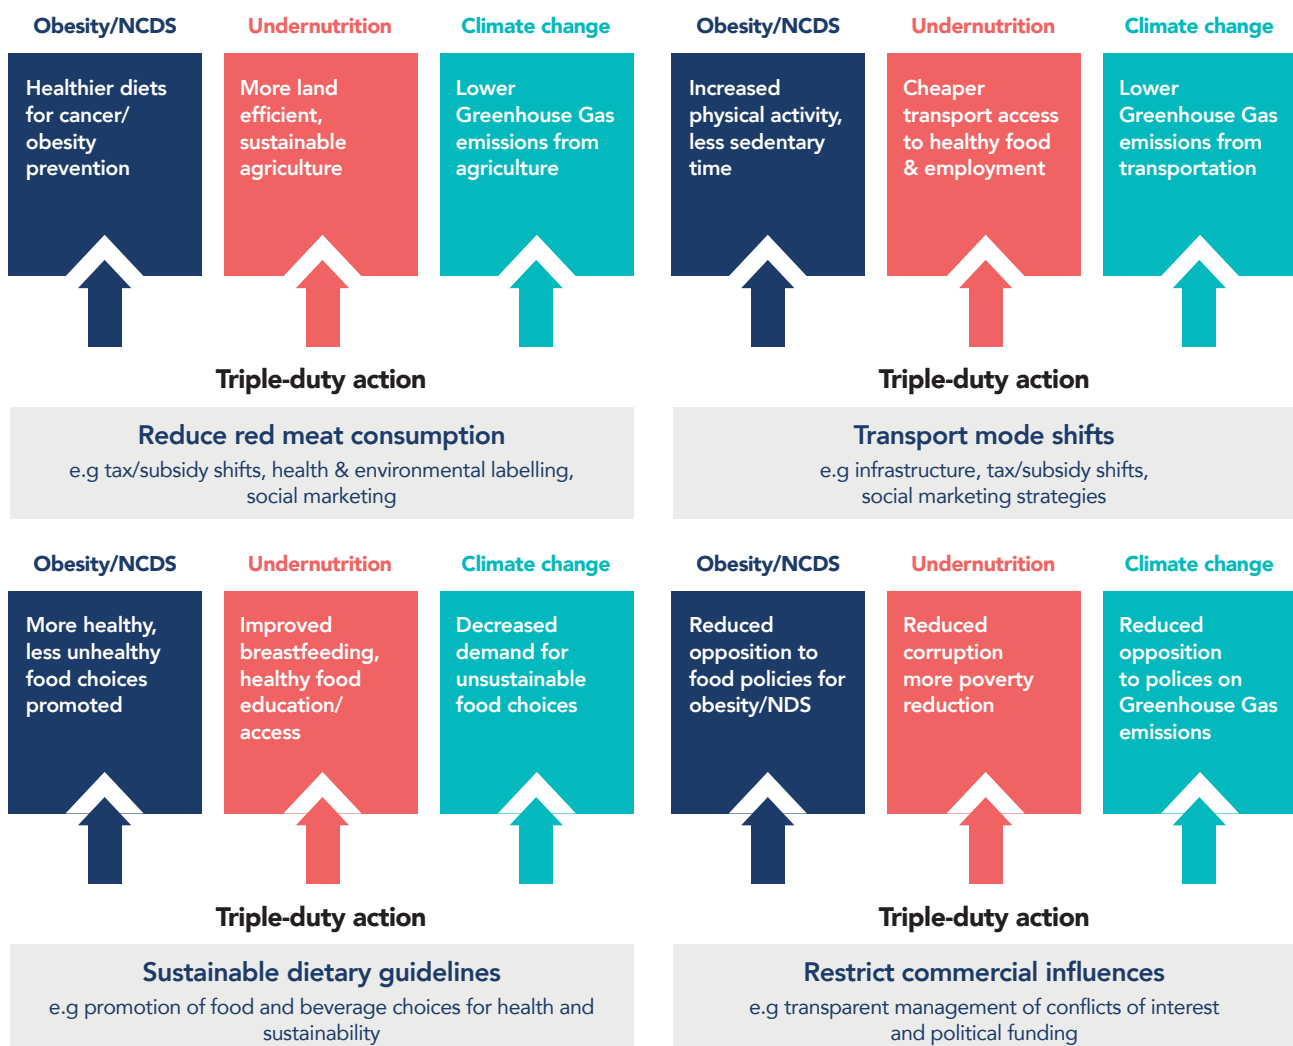 Obesity/NCDS
Undernutrition
Climate change
Healthier diets
for cancer/
obesity
prevention
More land
efficient,
sustainable
agriculture
Lower
Greenhouse Gas
emissions from
agriculture
Triple-duty action
Reduce red meat consumption
e.g tax/subsidy shifts, health & environmental labelling,
social marketing
Obesity/NCDS
Undernutrition
Climate change
Increased
physical activity,
less sedentary
time
Cheaper
transport access
to healthy food
& employment
Lower
Greenhouse Gas
emissions from
transportation
Triple-duty action
Transport mode shifts
e.g infrastructure, tax/subsidy shifts,
social marketing strategies
Obesity/NCDS
Undernutrition
Climate change
More healthy,
less unhealthy
food choices
promoted
Improved
breastfeeding,
healthy food
education/
access
Decreased
demand for
unsustainable
food choices
Triple-duty action
Sustainable dietary guidelines
e.g promotion of food and beverage choices for health and
sustainability
Obesity/NCDS
Undernutrition
Climate change
Reduced
opposition to
food policies for
obesity/NDS
Reduced
corruption
more poverty
reduction
Reduced
opposition
to polices on
Greenhouse Gas
emissions
Triple-duty action
Restrict commercial influences
e.g transparent management of conflicts of interest
and political funding